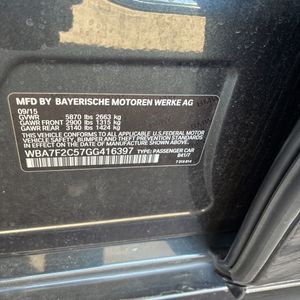 MFD BY BAYERISCHE MOTOREN WERKE AG
09/15
GVWR 5870 lbs 2663 kg
GAWR FRONT 2900 lbs 1315 kg
GAWR REAR 3140 lbs 1424 kg
THIS VEHICLE CONFORMS TO ALL APPLICABLE U.S. FEDERAL MOTOR
VEHICLE SAFETY, BUMPER, AND THEFT PREVENTION STANDARDS
IN EFFECT ON THE DATE OF MANUFACTURE SHOWN ABOVE.
WBA7F2C57GG416397 TYPE: PASSENGER CAR
B41/7